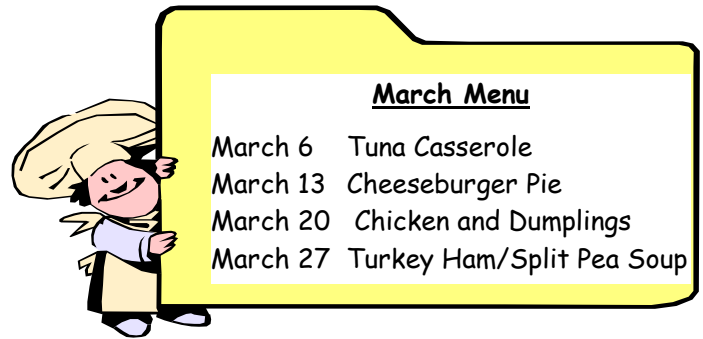 March Menu
March 6 Tuna Casserole
March 13 Cheeseburger Pie
March 20 Chicken and Dumplings
March 27 Turkey Ham/Split Pea Soup